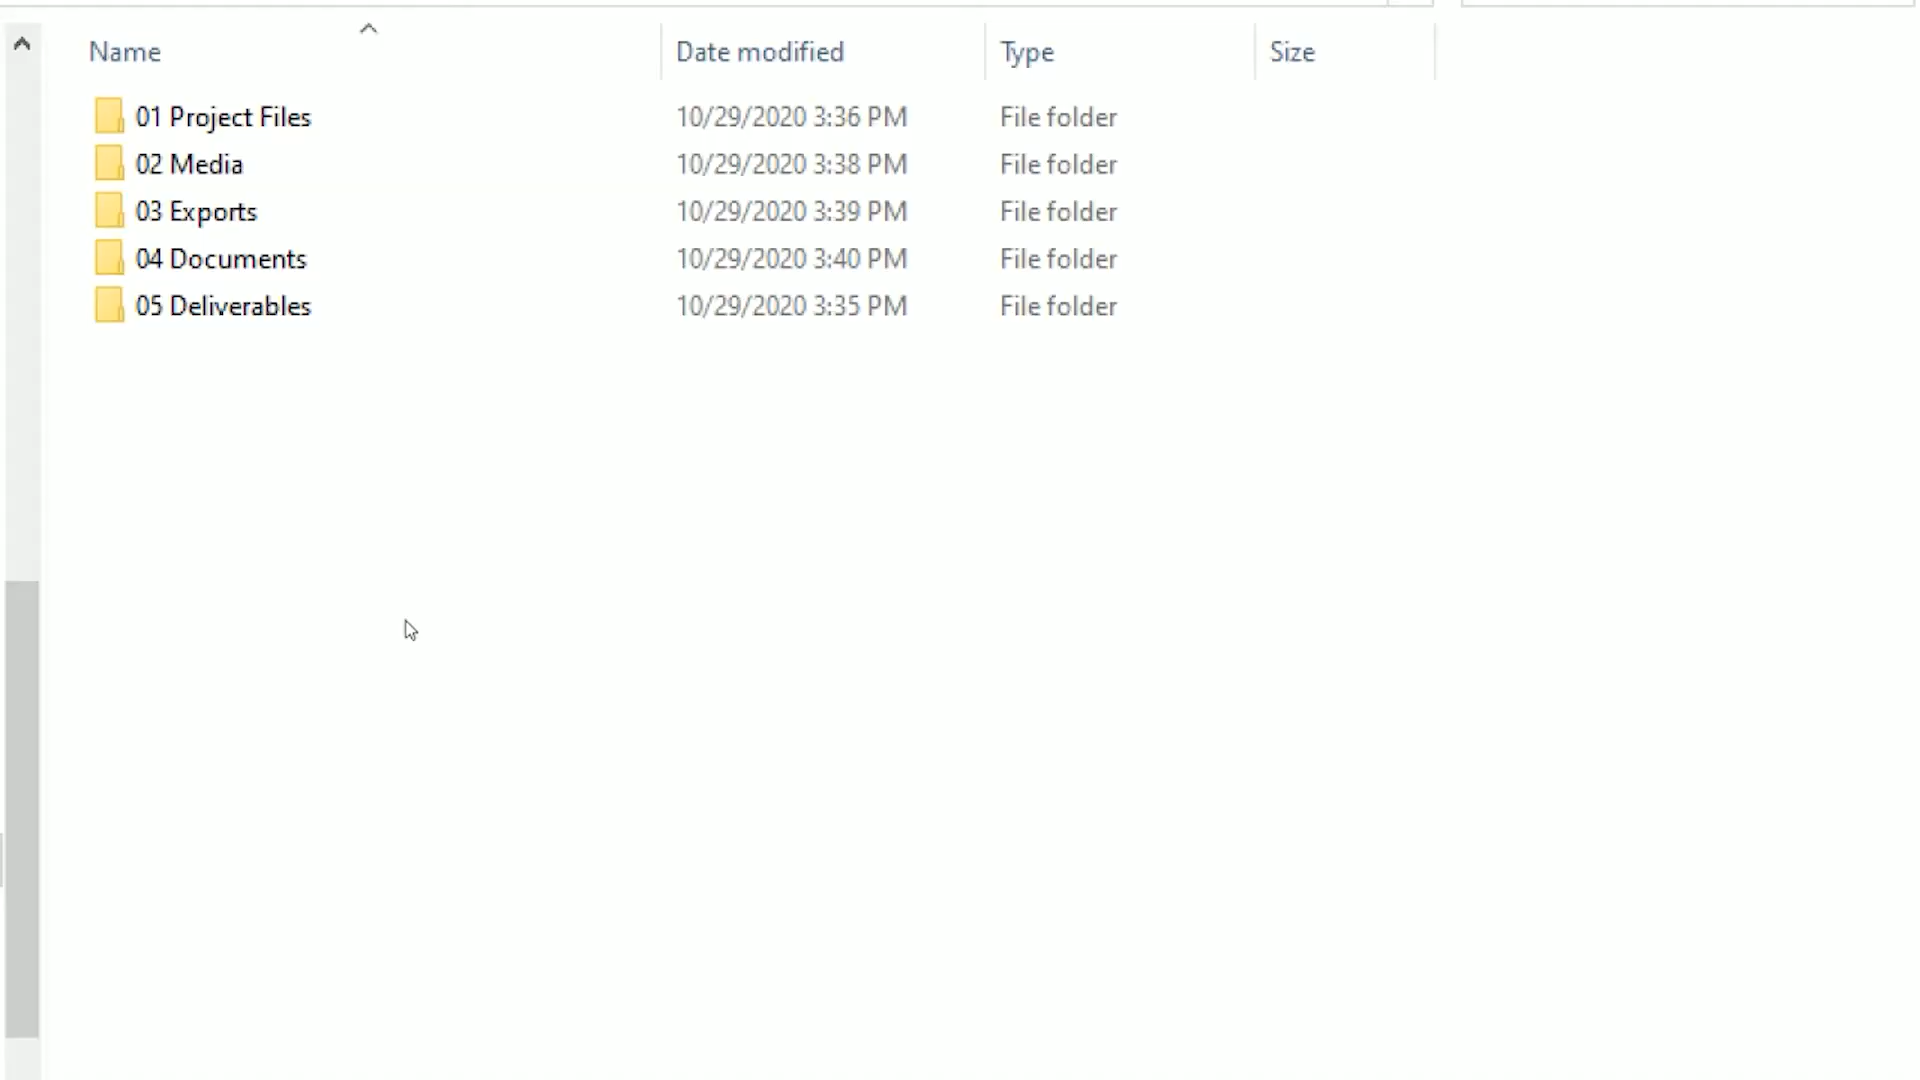 Name Date modified Type Size
01 Project Files 10/29/2020 3:36 PM File folder
02 Media 10/29/2020 3:38 PM File folder
03 Exports 10/29/2020 3:39 PM File folder
04 Documents 10/29/2020 3:40 PM File folder
05 Deliverables 10/29/2020 3:35 PM File folder